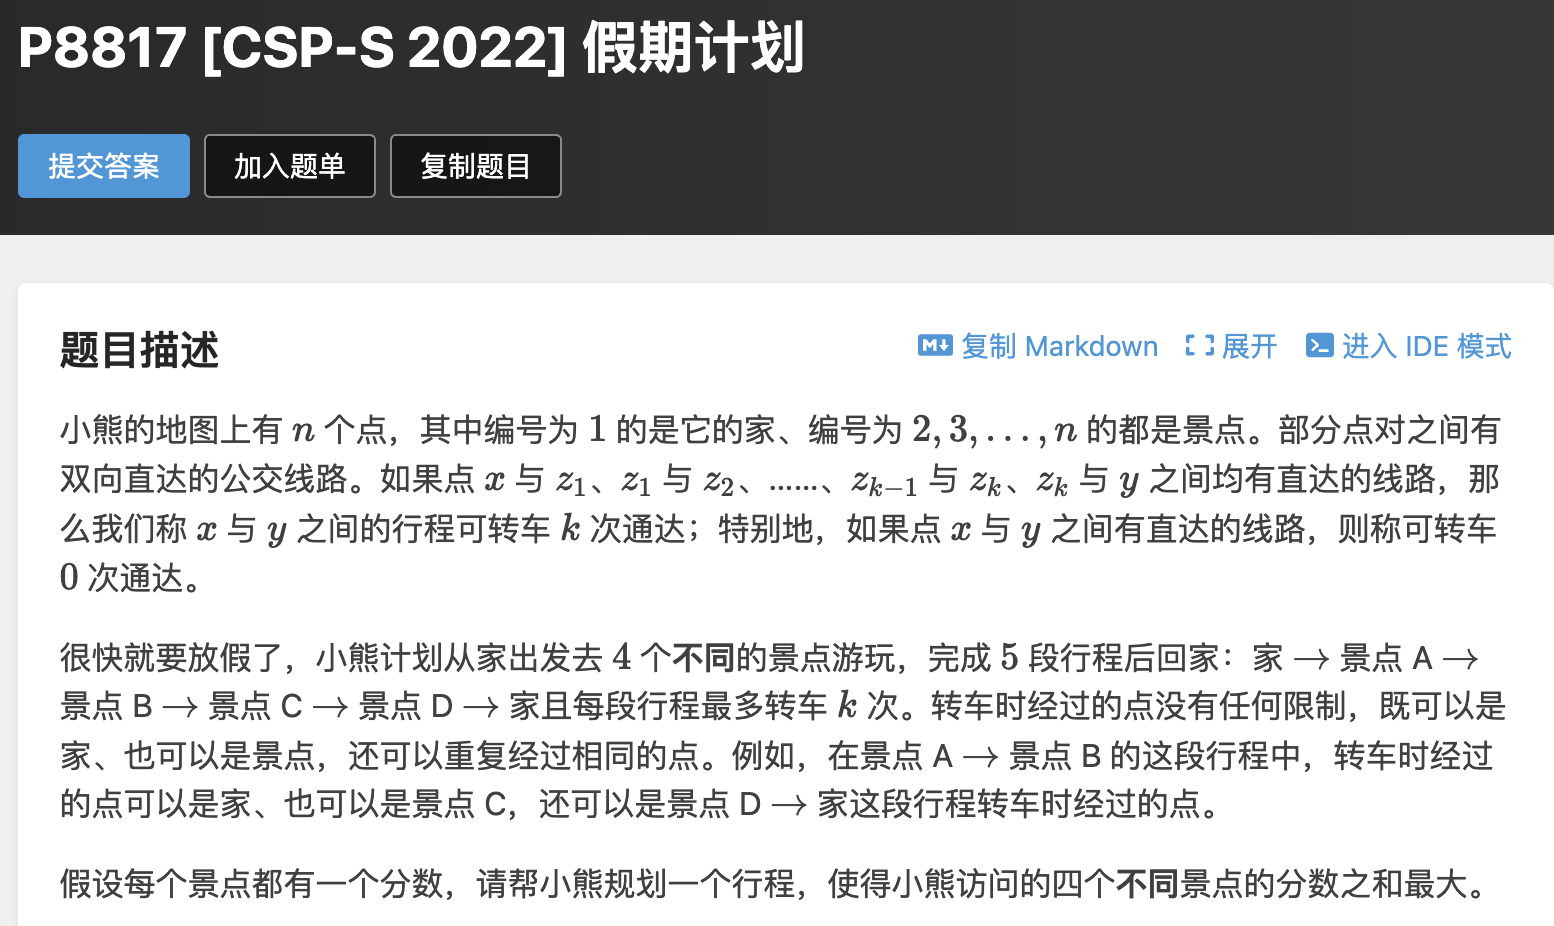 P8817 [CSP-S 2022] 假期计划
提交答案 加入题单 复制题目
题目描述 复制 Markdown 展开 进入 IDE 模式
小熊的地图上有 n 个点，其中编号为 1 的是它的家、编号为 2, 3, . . . , n 的都是景点。部分点对之间有
双向直达的公交线路。如果点 x 与 z₁、z₁ 与 z₂、……、zₖ₋₁ 与 zₖ、zₖ 与 y 之间均有直达的线路，那
么我们称 x 与 y 之间的行程可转车 k 次通达；特别地，如果点 x 与 y 之间有直达的线路，则称可转车
0 次通达。
很快就要放假了，小熊计划从家出发去 4 个不同的景点游玩，完成 5 段行程后回家：家 → 景点 A →
景点 B → 景点 C → 景点 D → 家且每段行程最多转车 k 次。转车时经过的点没有任何限制，既可以是
家、也可以是景点，还可以重复经过相同的点。例如，在景点 A → 景点 B 的这段行程中，转车时经过
的点可以是家、也可以是景点 C，还可以是景点 D → 家这段行程转车时经过的点。
假设每个景点都有一个分数，请帮小熊规划一个行程，使得小熊访问的四个不同景点的分数之和最大。